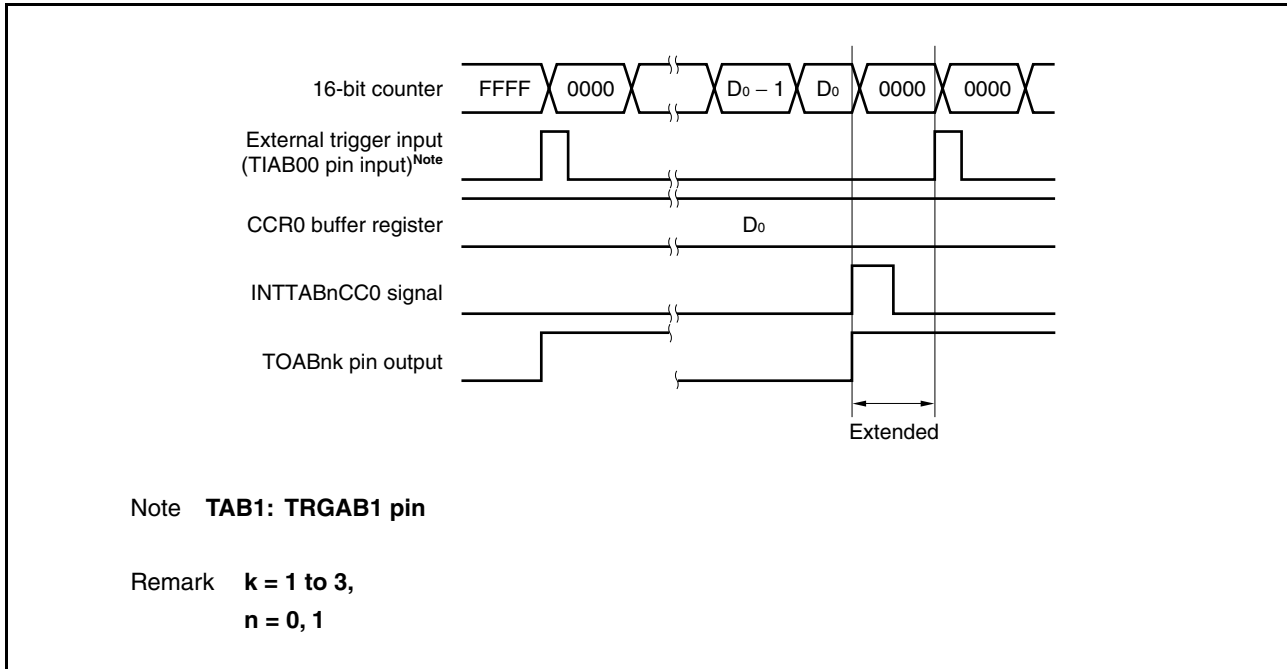 16-bit counter FFFF 0000 D0 – 1 D0 0000 0000
External trigger input
(TIAB00 pin input)Note
CCR0 buffer register D0
INTTABnCC0 signal
TOABnk pin output
Extended
Note TAB1: TRGAB1 pin
Remark k = 1 to 3,
n = 0, 1